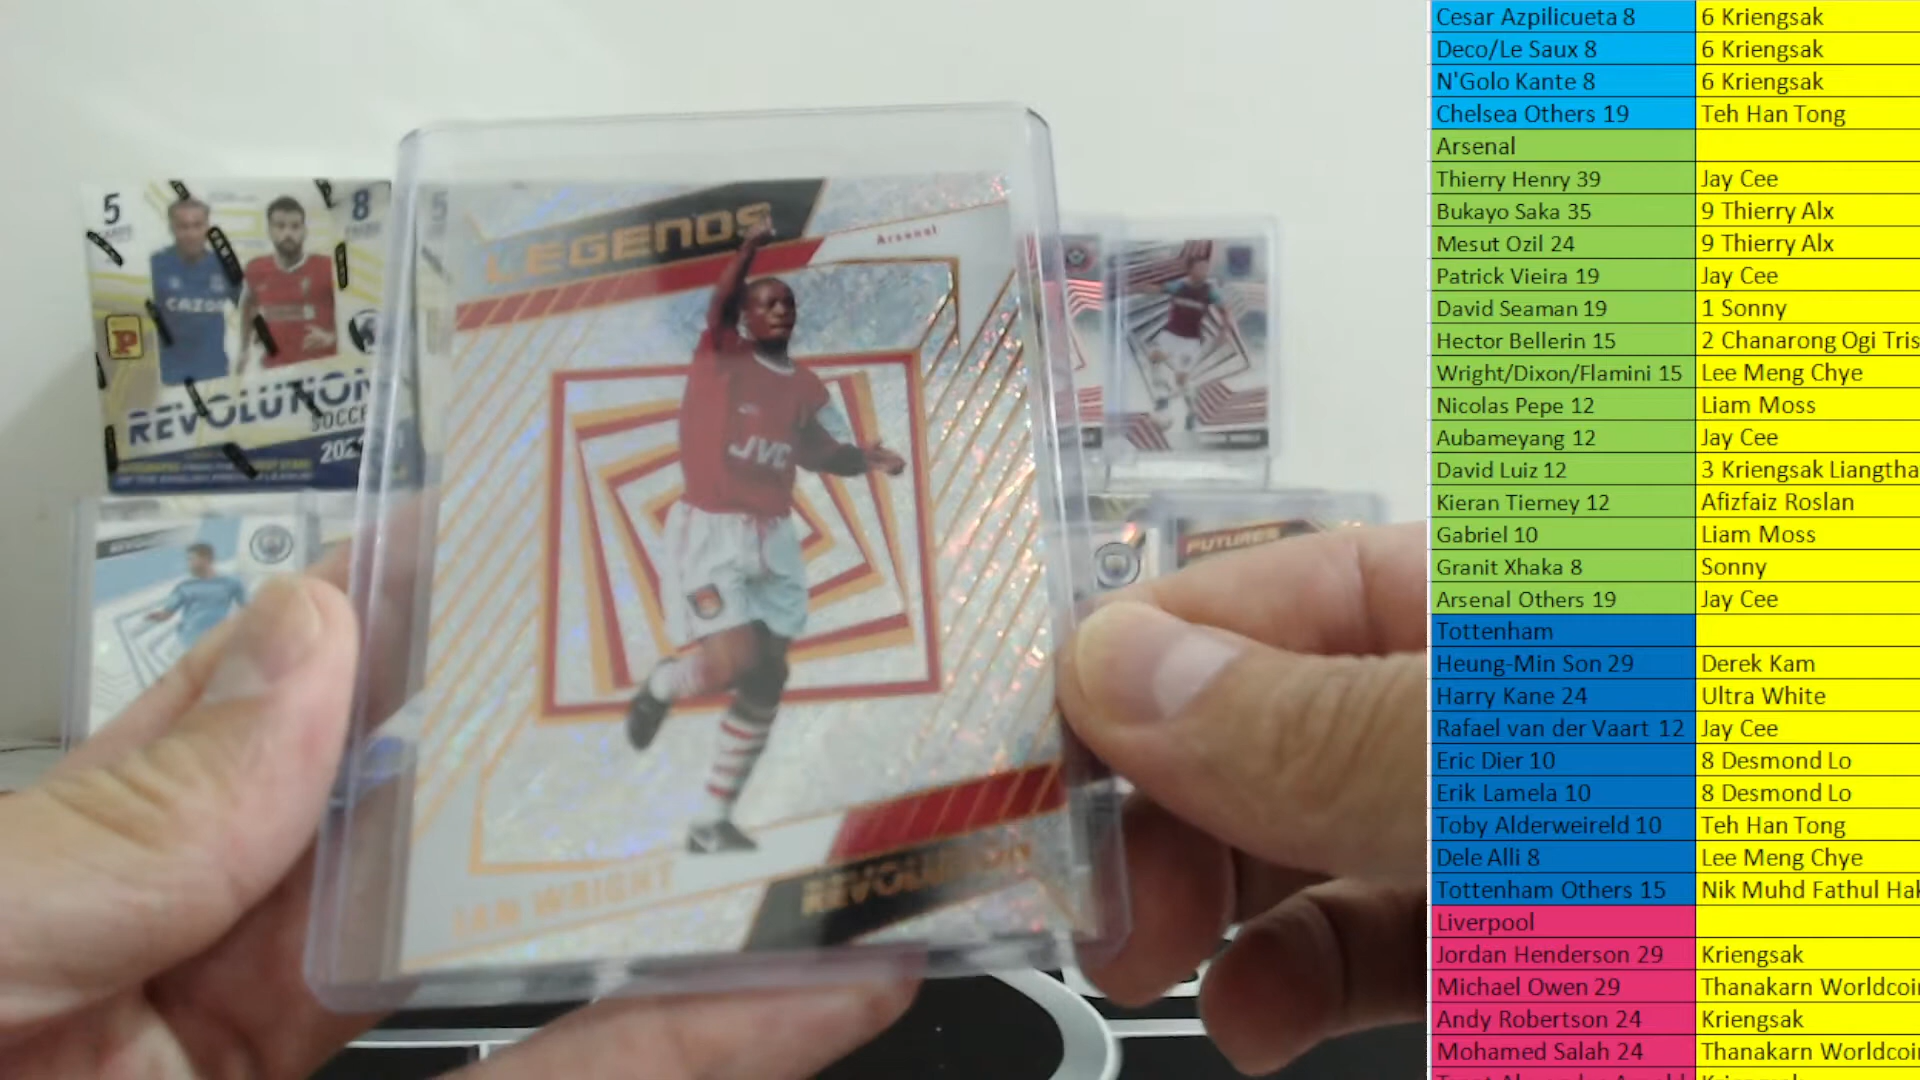 5
8
CAZOO
P
REVOLUTION
SOCCER
LEGENDS
Arsenal
JVC
IAN WRIGHT
REVOLUTION
FUTURES
Cesar Azpilicueta 8 6 Kriengsak
Deco/Le Saux 8 6 Kriengsak
N'Golo Kante 8 6 Kriengsak
Chelsea Others 19 Teh Han Tong
Arsenal
Thierry Henry 39 Jay Cee
Bukayo Saka 35 9 Thierry Alx
Mesut Ozil 24 9 Thierry Alx
Patrick Vieira 19 Jay Cee
David Seaman 19 1 Sonny
Hector Bellerin 15 2 Chanarong Ogi Tris
Wright/Dixon/Flamini 15 Lee Meng Chye
Nicolas Pepe 12 Liam Moss
Aubameyang 12 Jay Cee
David Luiz 12 3 Kriengsak Liangtha
Kieran Tierney 12 Afizfaiz Roslan
Gabriel 10 Liam Moss
Granit Xhaka 8 Sonny
Arsenal Others 19 Jay Cee
Tottenham
Heung-Min Son 29 Derek Kam
Harry Kane 24 Ultra White
Rafael van der Vaart 12 Jay Cee
Eric Dier 10 8 Desmond Lo
Erik Lamela 10 8 Desmond Lo
Toby Alderweireld 10 Teh Han Tong
Dele Alli 8 Lee Meng Chye
Tottenham Others 15 Nik Muhd Fathul Hak
Liverpool
Jordan Henderson 29 Kriengsak
Michael Owen 29 Thanakarn Worldcoi
Andy Robertson 24 Kriengsak
Mohamed Salah 24 Thanakarn Worldcoi